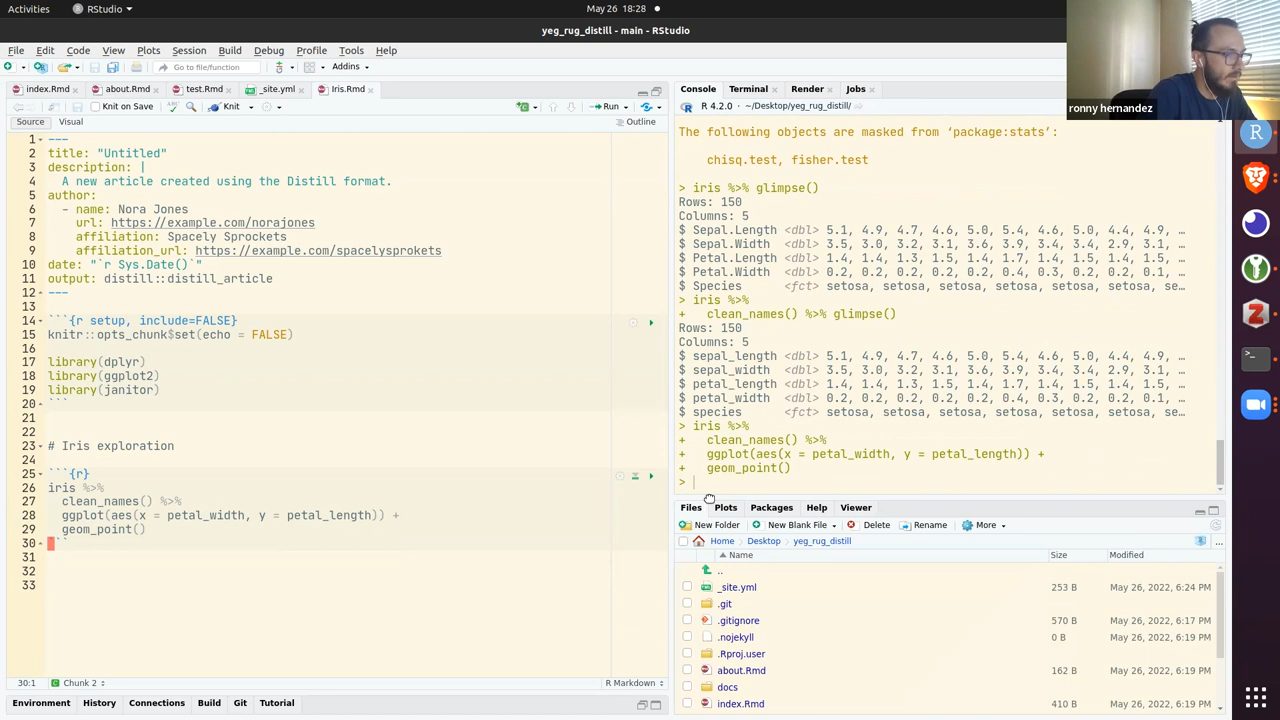 Activities RStudio May 26 18:28
yeg_rug_distill - main - RStudio
File Edit Code View Plots Session Build Debug Profile Tools Help
Go to file/function Addins
index.Rmd about.Rmd test.Rmd _site.yml Iris.Rmd
Knit on Save Knit Run
Source Visual Outline
1 ---
2 title: "Untitled"
3 description: |
4 A new article created using the Distill format.
5 author:
6 - name: Nora Jones
7 url: https://example.com/norajones
8 affiliation: Spacely Sprockets
9 affiliation_url: https://example.com/spacelysprokets
10 date: "`r Sys.Date()`"
11 output: distill::distill_article
12 ---
13
14 ```{r setup, include=FALSE}
15 knitr::opts_chunk$set(echo = FALSE)
16
17 library(dplyr)
18 library(ggplot2)
19 library(janitor)
20 ```
21
22
23 # Iris exploration
24
25 ```{r}
26 iris %>%
27 clean_names() %>%
28 ggplot(aes(x = petal_width, y = petal_length)) +
29 geom_point()
30 ```
31
32
33
30:1 Chunk 2 R Markdown
Environment History Connections Build Git Tutorial
Console Terminal Render Jobs
R 4.2.0 · ~/Desktop/yeg_rug_distill/
The following objects are masked from ‘package:stats’:
chisq.test, fisher.test
> iris %>% glimpse()
Rows: 150
Columns: 5
$ Sepal.Length <dbl> 5.1, 4.9, 4.7, 4.6, 5.0, 5.4, 4.6, 5.0, 4.4, 4.9, …
$ Sepal.Width <dbl> 3.5, 3.0, 3.2, 3.1, 3.6, 3.9, 3.4, 3.4, 2.9, 3.1, …
$ Petal.Length <dbl> 1.4, 1.4, 1.3, 1.5, 1.4, 1.7, 1.4, 1.5, 1.4, 1.5, …
$ Petal.Width <dbl> 0.2, 0.2, 0.2, 0.2, 0.2, 0.4, 0.3, 0.2, 0.2, 0.1, …
$ Species <fct> setosa, setosa, setosa, setosa, setosa, setosa, se…
> iris %>%
+ clean_names() %>% glimpse()
Rows: 150
Columns: 5
$ sepal_length <dbl> 5.1, 4.9, 4.7, 4.6, 5.0, 5.4, 4.6, 5.0, 4.4, 4.9, …
$ sepal_width <dbl> 3.5, 3.0, 3.2, 3.1, 3.6, 3.9, 3.4, 3.4, 2.9, 3.1, …
$ petal_length <dbl> 1.4, 1.4, 1.3, 1.5, 1.4, 1.7, 1.4, 1.5, 1.4, 1.5, …
$ petal_width <dbl> 0.2, 0.2, 0.2, 0.2, 0.2, 0.4, 0.3, 0.2, 0.2, 0.1, …
$ species <fct> setosa, setosa, setosa, setosa, setosa, setosa, se…
> iris %>%
+ clean_names() %>%
+ ggplot(aes(x = petal_width, y = petal_length)) +
+ geom_point()
>
Files Plots Packages Help Viewer
New Folder New Blank File Delete Rename More
Home Desktop yeg_rug_distill ...
Name Size Modified
..
_site.yml 253 B May 26, 2022, 6:24 PM
.git
.gitignore 570 B May 26, 2022, 6:17 PM
.nojekyll 0 B May 26, 2022, 6:19 PM
.Rproj.user
about.Rmd 162 B May 26, 2022, 6:19 PM
docs
index.Rmd 410 B May 26, 2022, 6:19 PM
ronny hernandez
R
Z
>_